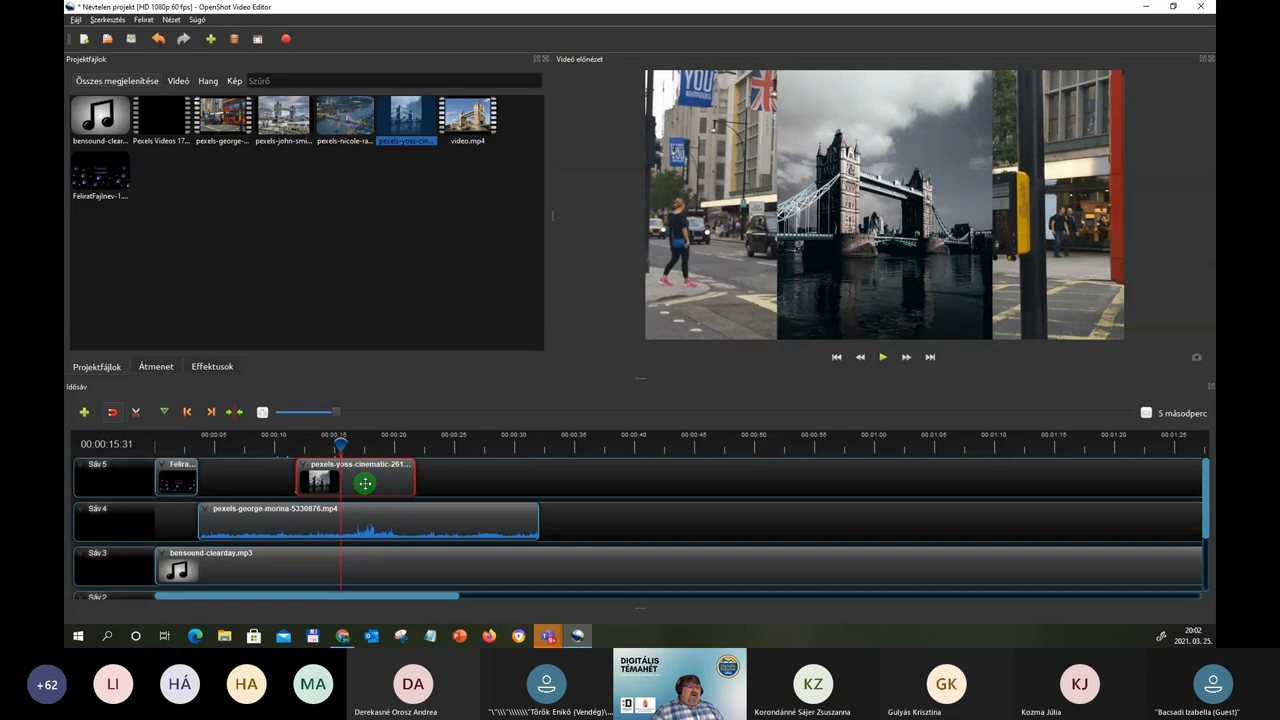 * Névtelen projekt [HD 1080p 60 fps] - OpenShot Video Editor
Fájl Szerkesztés Felirat Nézet Súgó
Projektfájlok
Videó előnézet
Összes megjelenítése Videó Hang Kép Szűrő
YOU
bensound-clear... Pexels Videos 17... pexels-george-... pexels-john-smi... pexels-nicole-ra... pexels-yoss-cin... video.mp4
FeliratFajlnev-1....
Projektfájlok Átmenet Effektusok
Idősáv
5 másodperc
00:00:15:31
00:00:05 00:00:10 00:00:15 00:00:20 00:00:25 00:00:30 00:00:35 00:00:40 00:00:45 00:00:50 00:00:55 00:01:00 00:01:05 00:01:10 00:01:15 00:01:20 00:01:25
Sáv 5 Felira... pexels-yoss-cinematic-261...
Sáv 4 pexels-george-morina-5330876.mp4
Sáv 3 bensound-clearday.mp3
Sáv 2
20:02
2021. 03. 25.
+62 LI HÁ HA MA DA DIGITÁLIS TÉMAHÉT KZ GK KJ
Derekasné Orosz Andrea "\"\\\"\\\\\\\"Török Enikő (Vendég)\/... Korondánné Sájer Zsuzsanna Gulyás Krisztina Kozma Júlia "Bacsadi Izabella (Guest)"